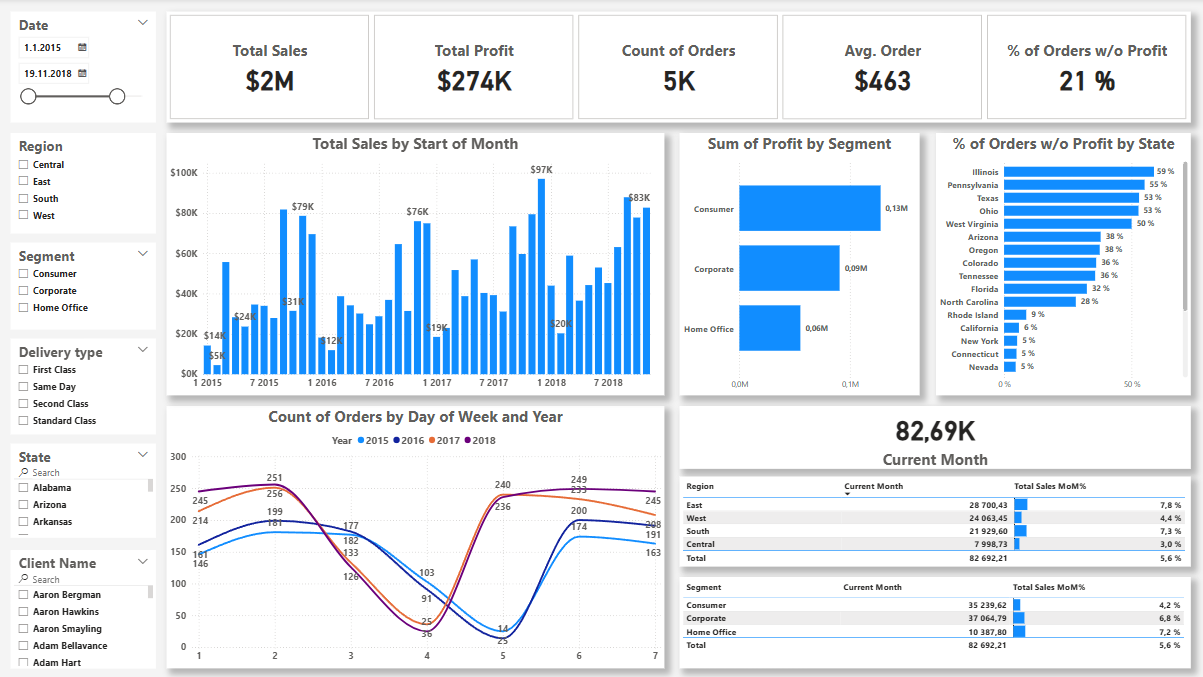 Date
1.1.2015
19.11.2018
Total Sales
$2M
Total Profit
$274K
Count of Orders
5K
Avg. Order
$463
% of Orders w/o Profit
21 %
Region
Central
East
South
West
Segment
Consumer
Corporate
Home Office
Delivery type
First Class
Same Day
Second Class
Standard Class
State
Search
Alabama
Arizona
Arkansas
Client Name
Search
Aaron Bergman
Aaron Hawkins
Aaron Smayling
Adam Bellavance
Adam Hart
Total Sales by Start of Month
$100K
$80K
$60K
$40K
$20K
$0K
$14K
$5K
$24K
$79K
$31K
$12K
$76K
$19K
$97K
$20K
$83K
1 2015 7 2015 1 2016 7 2016 1 2017 7 2017 1 2018 7 2018
Sum of Profit by Segment
Consumer 0,13M
Corporate 0,09M
Home Office 0,06M
0,0M 0,1M
% of Orders w/o Profit by State
Illinois 59 %
Pennsylvania 55 %
Texas 53 %
Ohio 53 %
West Virginia 50 %
Arizona 38 %
Oregon 38 %
Colorado 36 %
Tennessee 36 %
Florida 32 %
North Carolina 28 %
Rhode Island 9 %
California 6 %
New York 5 %
Connecticut 5 %
Nevada 5 %
0 % 50 %
Count of Orders by Day of Week and Year
Year 2015 2016 2017 2018
300
250
200
150
100
50
0
245
214
161
146
251
256
199
181
177
182
133
126
103
91
25
36
240
236
14
25
249
233
200
174
245
208
191
163
1 2 3 4 5 6 7
82,69K
Current Month
Region Current Month Total Sales MoM%
East 28 700,43 7,8 %
West 24 063,45 4,4 %
South 21 929,60 7,3 %
Central 7 998,73 3,0 %
Total 82 692,21 5,6 %
Segment Current Month Total Sales MoM%
Consumer 35 239,62 4,2 %
Corporate 37 064,79 6,8 %
Home Office 10 387,80 7,2 %
Total 82 692,21 5,6 %